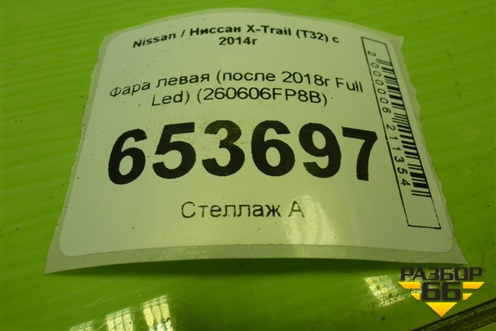 Nissan / Ниссан X-Trail (T32) с
2014г
Фара левая (после 2018г Full
Led) (260606FP8B)
653697
Стеллаж А
2000006211354
РАЗБОР
66